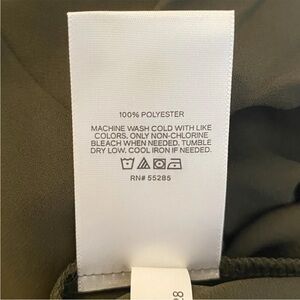 100% POLYESTER
MACHINE WASH COLD WITH LIKE
COLORS. ONLY NON-CHLORINE
BLEACH WHEN NEEDED. TUMBLE
DRY LOW. COOL IRON IF NEEDED.
RN# 55285
28